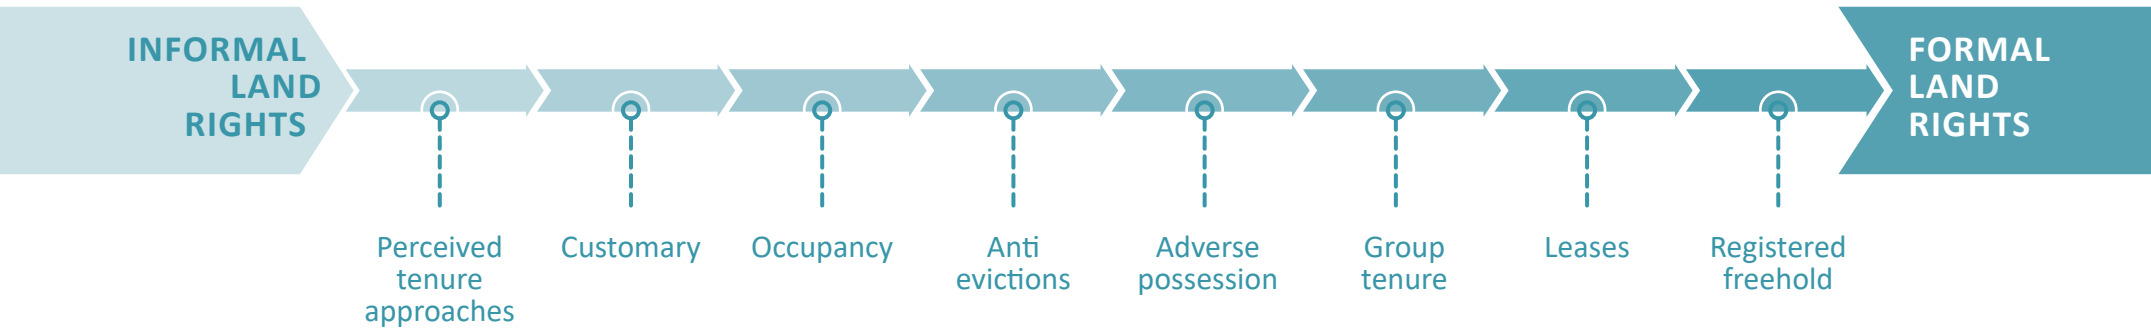 INFORMAL
LAND
RIGHTS
FORMAL
LAND
RIGHTS
Perceived
tenure
approaches
Customary
Occupancy
Anti
evictions
Adverse
possession
Group
tenure
Leases
Registered
freehold